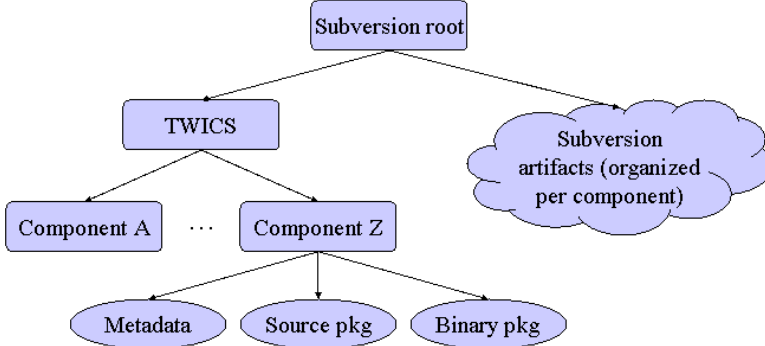 Subversion root
TWICS
Subversion
artifacts (organized
per component)
Component A
...
Component Z
Metadata
Source pkg
Binary pkg